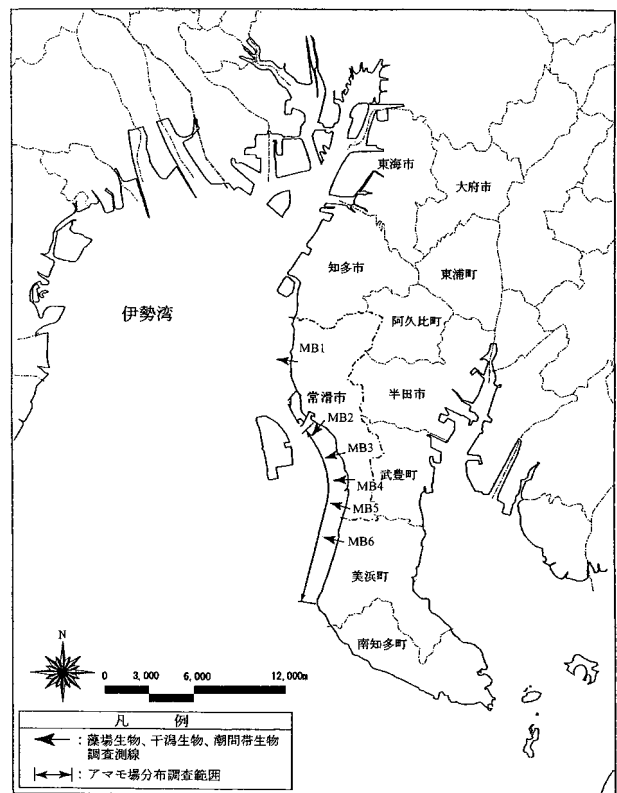 東海市
大府市
知多市
東浦町
伊勢湾
阿久比町
MB1
常滑市
半田市
MB2
MB3
武豊町
MB4
MB5
MB6
美浜町
南知多町
N
0 3,000 6,000 12,000m
凡 例
：藻場生物、干潟生物、潮間帯生物
調査測線
：アマモ場分布調査範囲